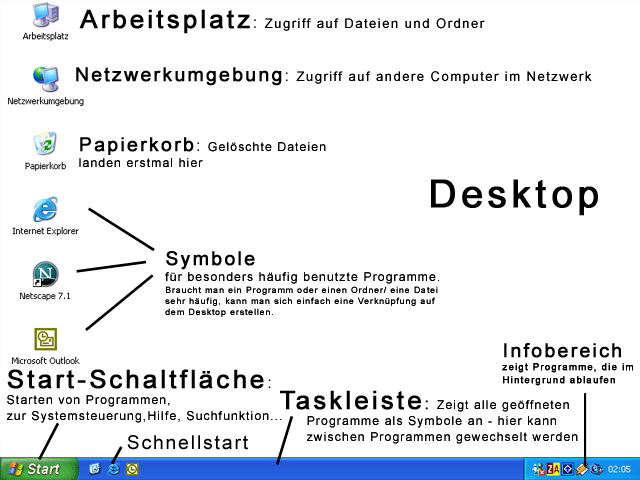 Arbeitsplatz: Zugriff auf Dateien und Ordner
Arbeitsplatz
Netzwerkumgebung: Zugriff auf andere Computer im Netzwerk
Netzwerkumgebung
Papierkorb: Gelöschte Dateien
landen erstmal hier
Papierkorb
Desktop
Internet Explorer
Symbole
für besonders häufig benutzte Programme.
Braucht man ein Programm oder einen Ordner/ eine Datei
sehr häufig, kann man sich einfach eine Verknüpfung auf
dem Desktop erstellen.
N
Netscape 7.1
Microsoft Outlook
Infobereich
zeigt Programme, die im
Hintergrund ablaufen
Start-Schaltfläche:
Starten von Programmen,
zur Systemsteuerung,Hilfe, Suchfunktion...
Taskleiste: Zeigt alle geöffneten
Programme als Symbole an - hier kann
zwischen Programmen gewechselt werden
Schnellstart
Start
ZA
02:05